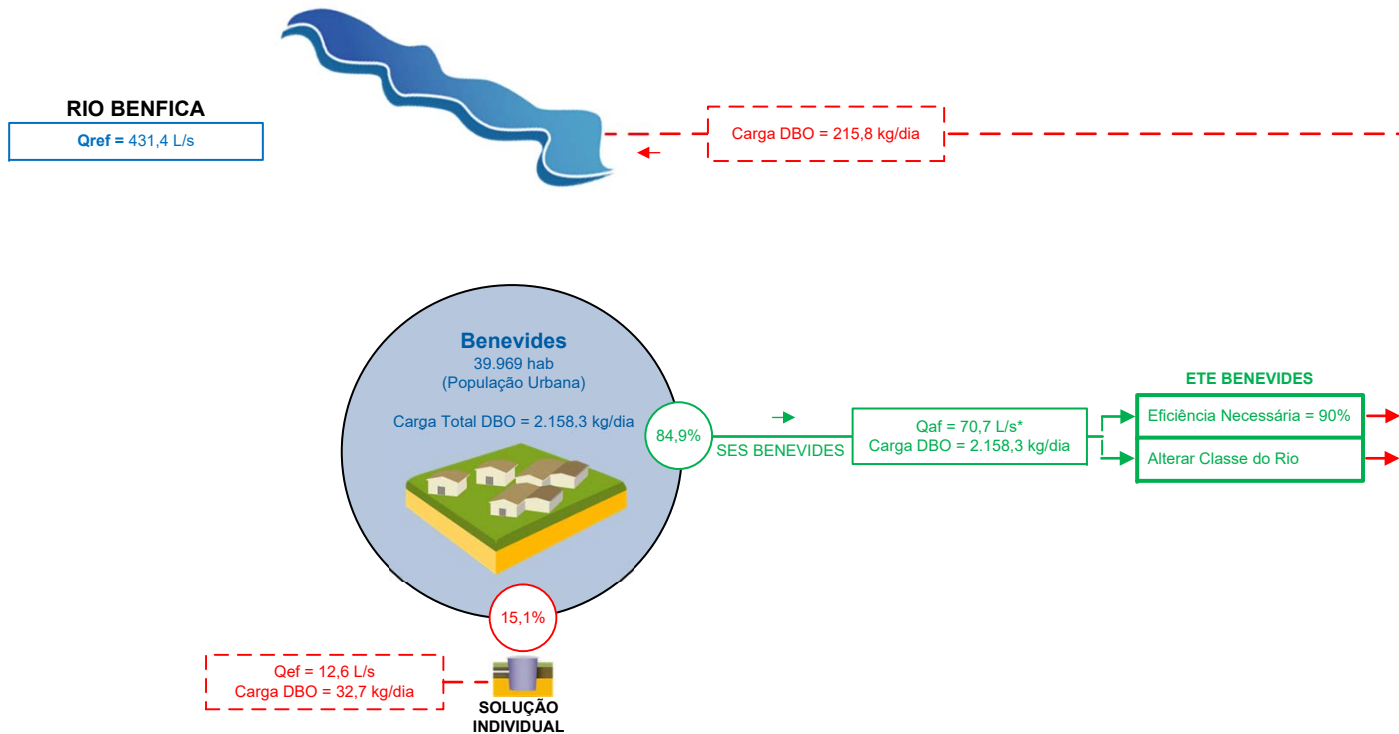 RIO BENFICA
Qref = 431,4 L/s
Carga DBO = 215,8 kg/dia
Benevides
39.969 hab
(População Urbana)
Carga Total DBO = 2.158,3 kg/dia
84,9%
SES BENEVIDES
Qaf = 70,7 L/s*
Carga DBO = 2.158,3 kg/dia
ETE BENEVIDES
Eficiência Necessária = 90%
Alterar Classe do Rio
15,1%
Qef = 12,6 L/s
Carga DBO = 32,7 kg/dia
SOLUÇÃO
INDIVIDUAL